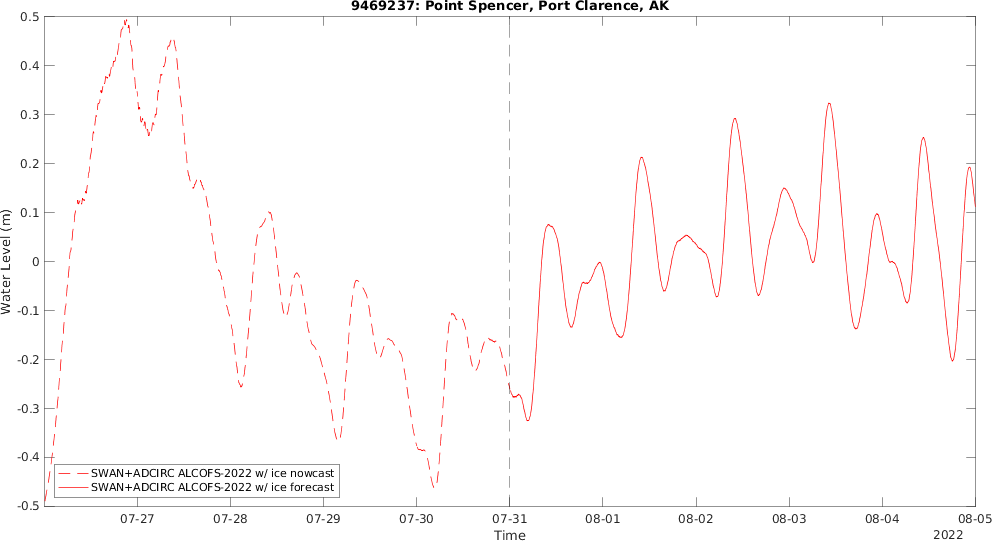 9469237: Point Spencer, Port Clarence, AK
0.5
0.4
0.3
0.2
0.1
0
-0.1
-0.2
-0.3
-0.4
-0.5
Water Level (m)
SWAN+ADCIRC ALCOFS-2022 w/ ice nowcast
SWAN+ADCIRC ALCOFS-2022 w/ ice forecast
07-27 07-28 07-29 07-30 07-31 08-01 08-02 08-03 08-04 08-05
Time
2022